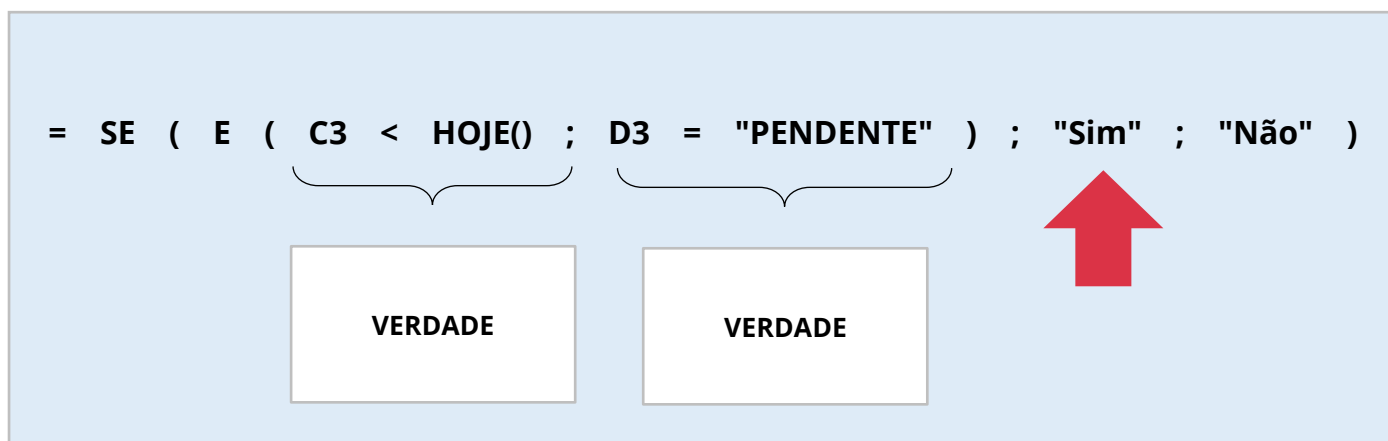 = SE ( E ( C3 < HOJE() ; D3 = "PENDENTE" ) ; "Sim" ; "Não" )
VERDADE
VERDADE